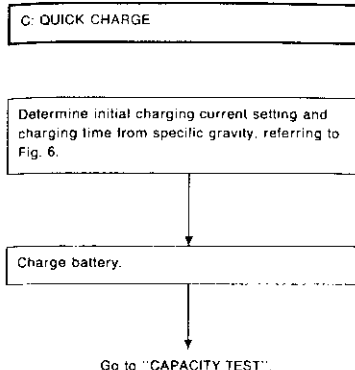 C: QUICK CHARGE
Determine initial charging current setting and
charging time from specific gravity, referring to
Fig. 6.
Charge battery.
Go to "CAPACITY TEST".